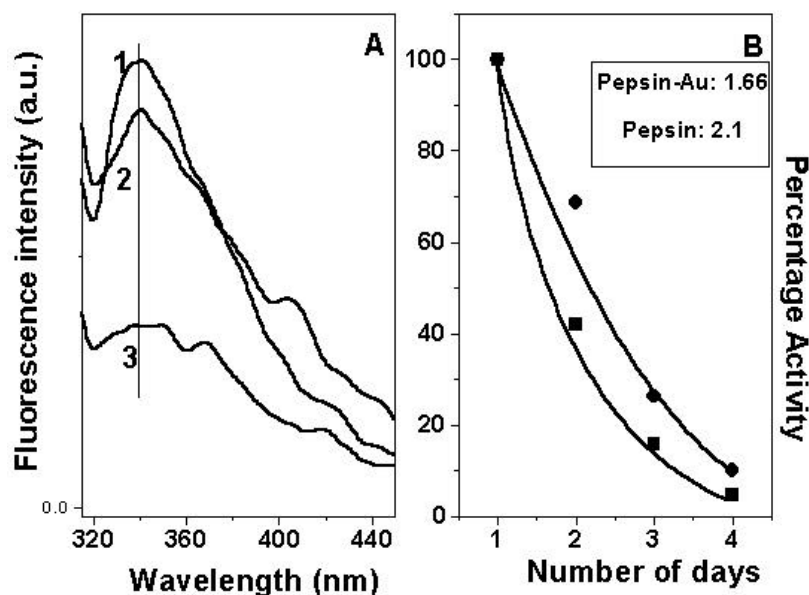 A
1
2
3
Fluorescence intensity (a.u.)
0.0
320 360 400 440
Wavelength (nm)
B
Pepsin-Au: 1.66
Pepsin: 2.1
100
80
60
40
20
0
1 2 3 4
Number of days
Percentage Activity